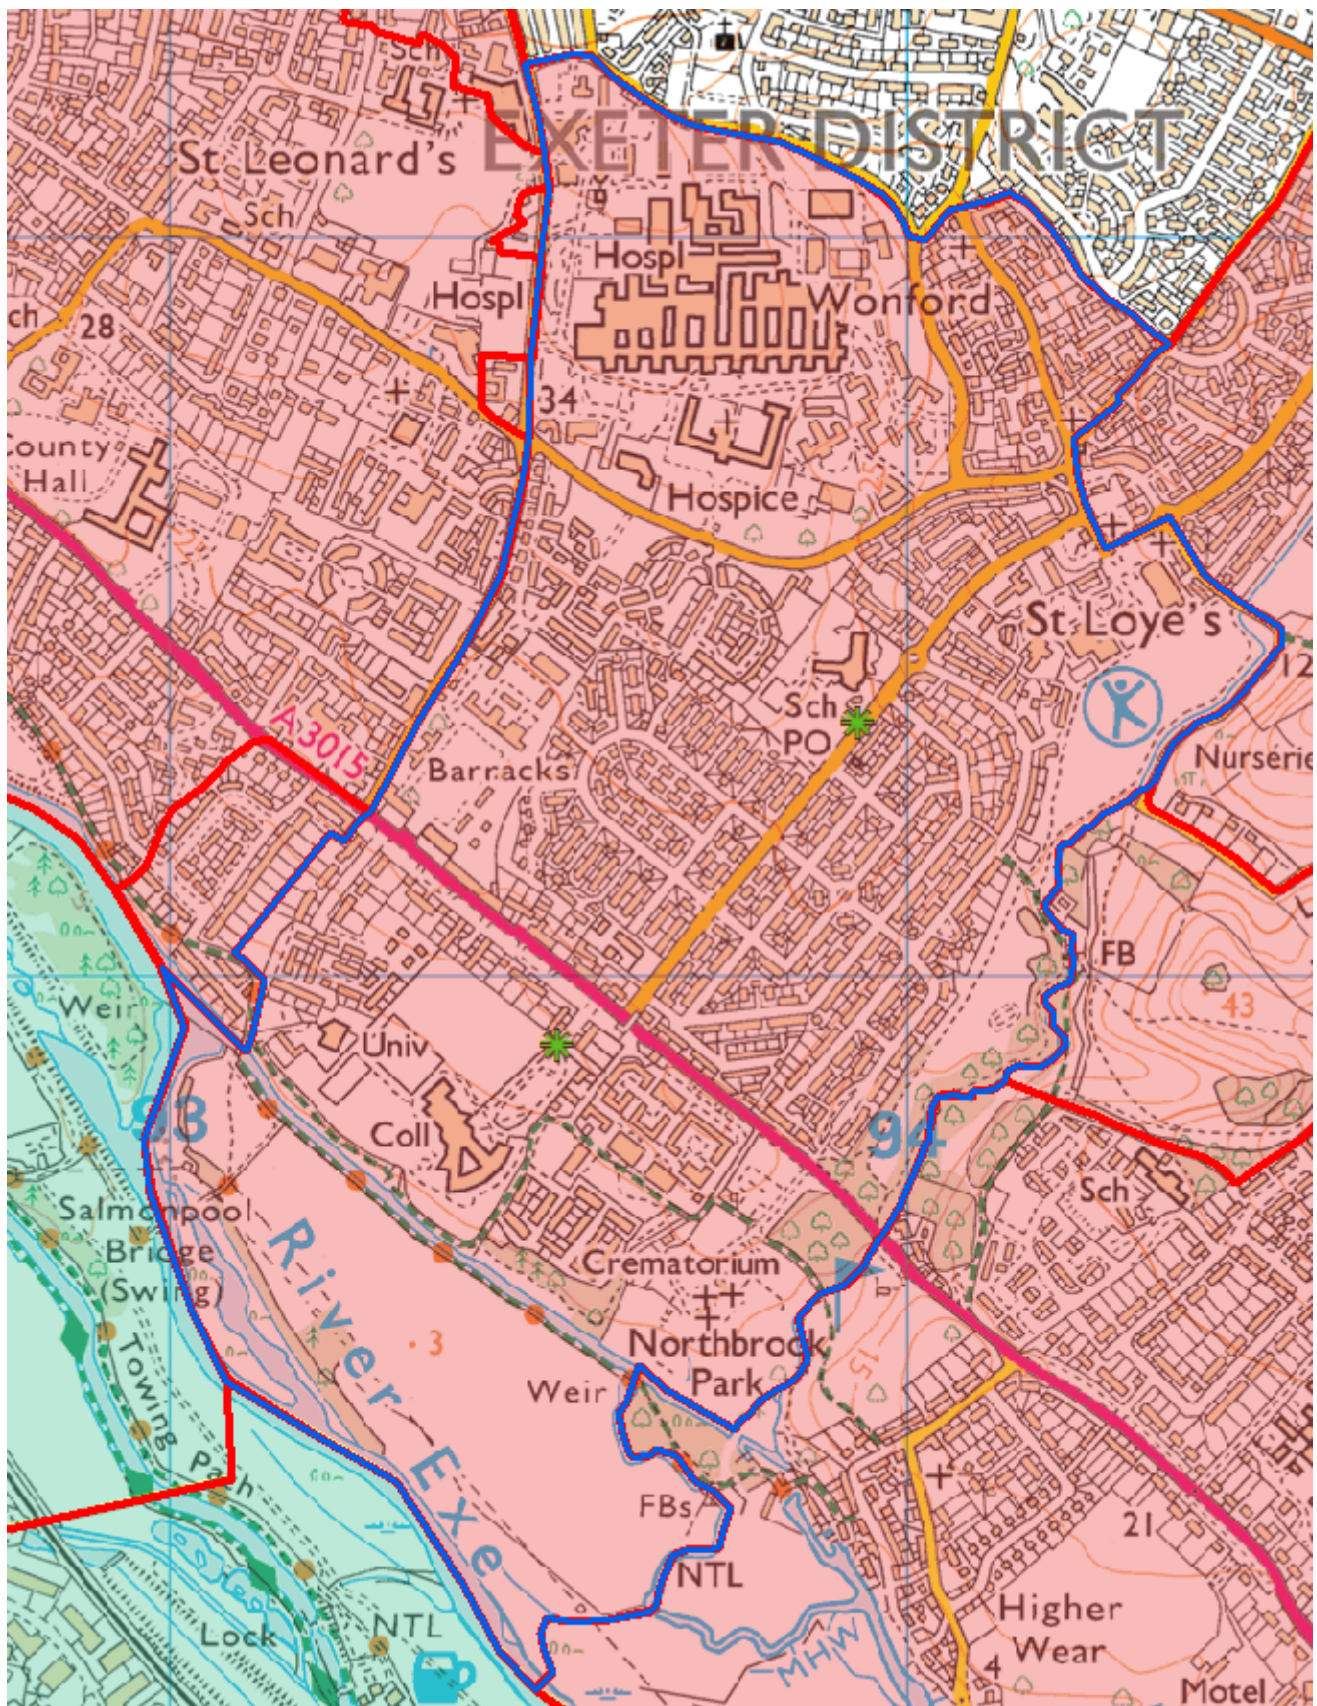 Sch
EXETER DISTRICT
St Leonard's
Sch
Hospl
Hospl
Wonford
ch
28
34
County
Hall
Hospice
25
St Loye's
12
Sch
PO
A3015
Barracks
Nurserie
FB
Weir
43
Univ
93
Coll
94
Sch
Salmonpool
Bridge
(Swing)
River Exe
3
Crematorium
Northbrook
Park
15
Weir
Towing Path
FBs
21
NTL
Higher
Wear
NTL
Lock
MHW
4
Motel